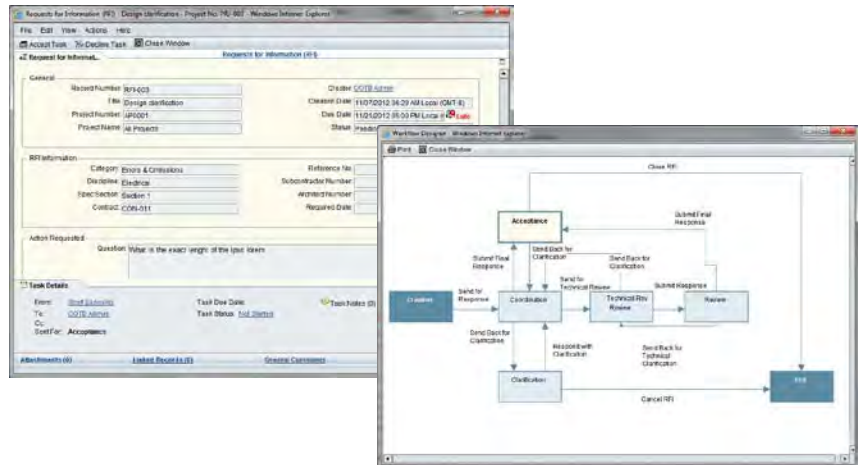 Requests for Information (RFI) - Design clarification - Project No: - Windows Internet Explorer
File Edit View Actions Help
Accept Task Decline Task Close Window
Requests for Information (RFI)
Request for Informati...
General
Record Number RFI-003
Title Design clarification
Project Number
Project Name All Projects
Creator OOTB Admin
Creation Date 11/07/2012 06:29 AM Local (GMT-8)
Due Date 11/21/2012 05:00 PM Local Late
Status
RFI Information
Category Errors & Omissions
Discipline Electrical
Spec Section Section 1
Contract CON-011
Reference No
Subcontractor Number
Architect Number
Required Date
Action Requested
Question What is the exact length of the
Task Details
From:
To: OOTB Admin
Cc:
Sent For: Acceptance
Task Due Date:
Task Status: Not Started
Task Notes (0)
Attachments (0) Linked Records (0) General Comments
Workflow Designer - Windows Internet Explorer
Print Close Window
Close RFI
Acceptance
Submit Final Response
Submit Final Response
Send Back for Clarification
Send Back for Clarification
Creation
Send for Response
Coordination
Send for Technical Review
Technical Rev Review
Submit Response
Review
Send Back for Clarification
Respond with Clarification
Send Back for Technical Clarification
Clarification
Cancel RFI
End